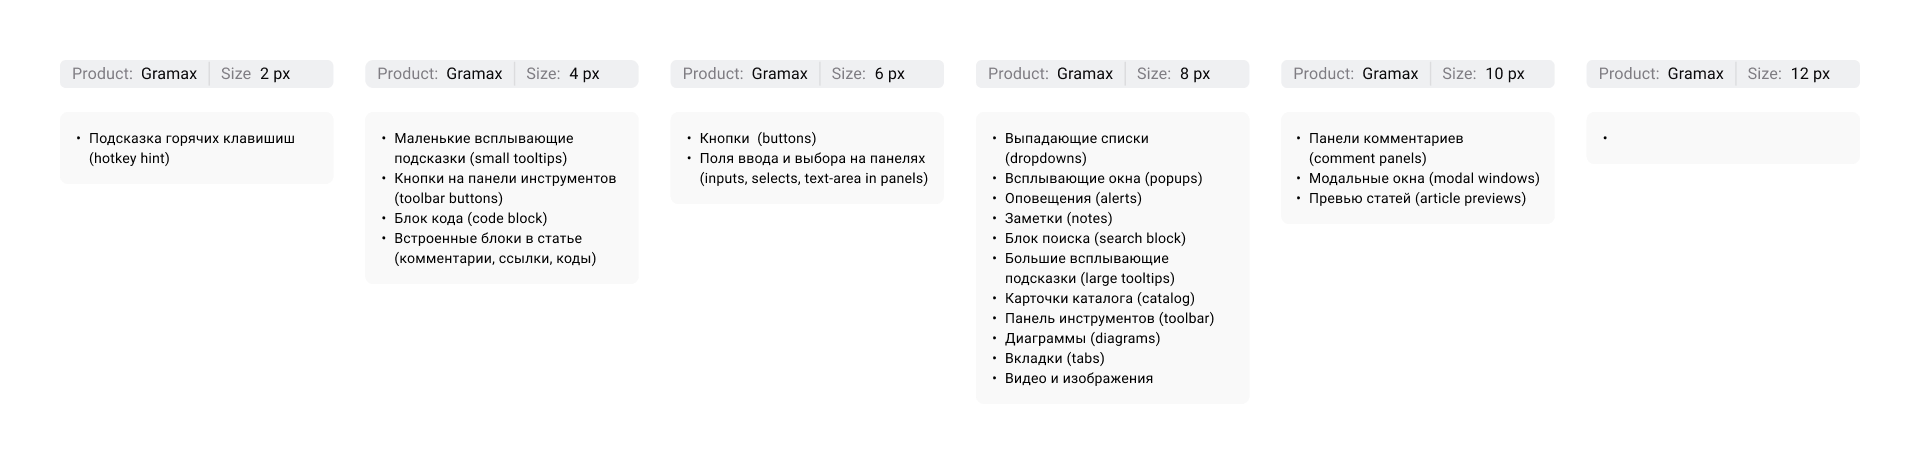 Product: Gramax Size 2 px
• Подсказка горячих клавишиш
(hotkey hint)
Product: Gramax Size: 4 px
• Маленькие всплывающие
подсказки (small tooltips)
• Кнопки на панели инструментов
(toolbar buttons)
• Блок кода (code block)
• Встроенные блоки в статье
(комментарии, ссылки, коды)
Product: Gramax Size: 6 px
• Кнопки (buttons)
• Поля ввода и выбора на панелях
(inputs, selects, text-area in panels)
Product: Gramax Size: 8 px
• Выпадающие списки
(dropdowns)
• Всплывающие окна (popups)
• Оповещения (alerts)
• Заметки (notes)
• Блок поиска (search block)
• Большие всплывающие
подсказки (large tooltips)
• Карточки каталога (catalog)
• Панель инструментов (toolbar)
• Диаграммы (diagrams)
• Вкладки (tabs)
• Видео и изображения
Product: Gramax Size: 10 px
• Панели комментариев
(comment panels)
• Модальные окна (modal windows)
• Превью статей (article previews)
Product: Gramax Size: 12 px
•